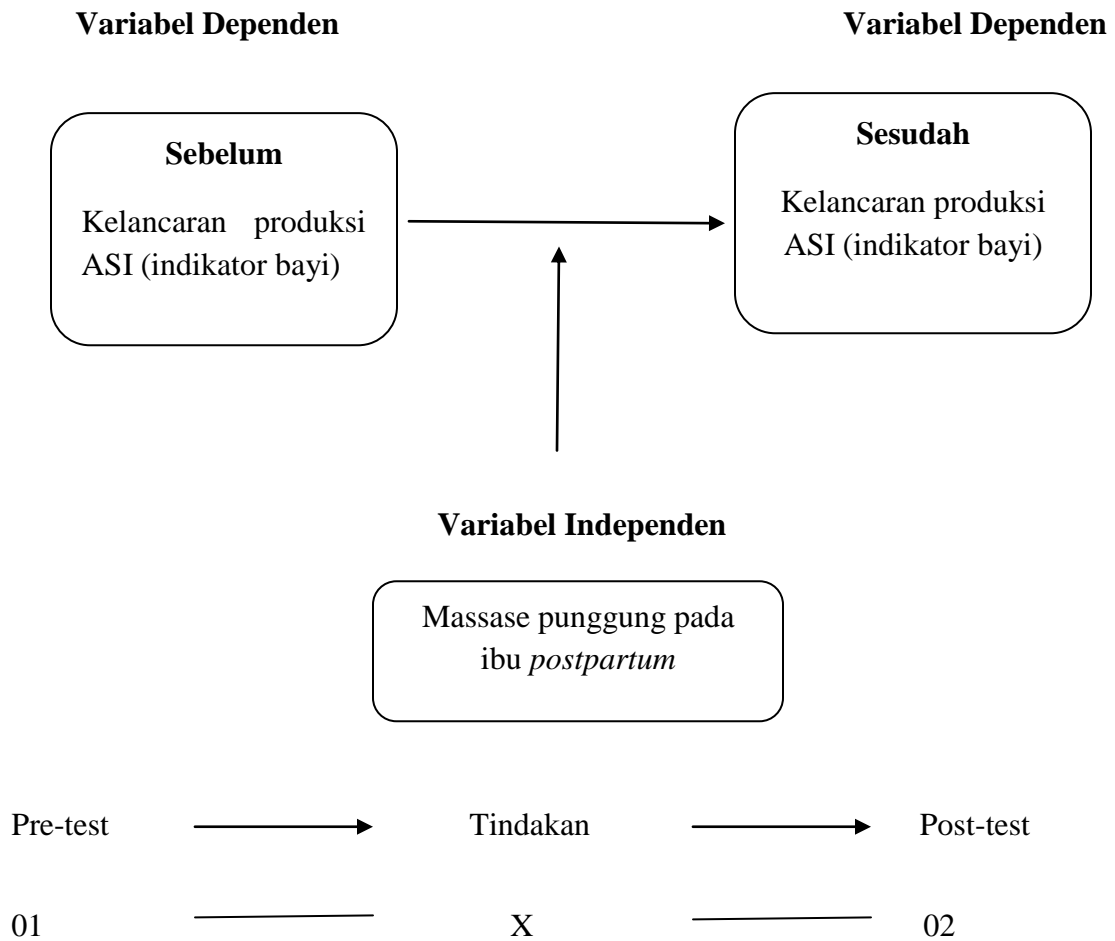 Variabel Dependen
Variabel Dependen
Sebelum
Kelancaran produksi
ASI (indikator bayi)
Sesudah
Kelancaran produksi
ASI (indikator bayi)
Variabel Independen
Massase punggung pada
ibu postpartum
Pre-test
Tindakan
Post-test
01
X
02